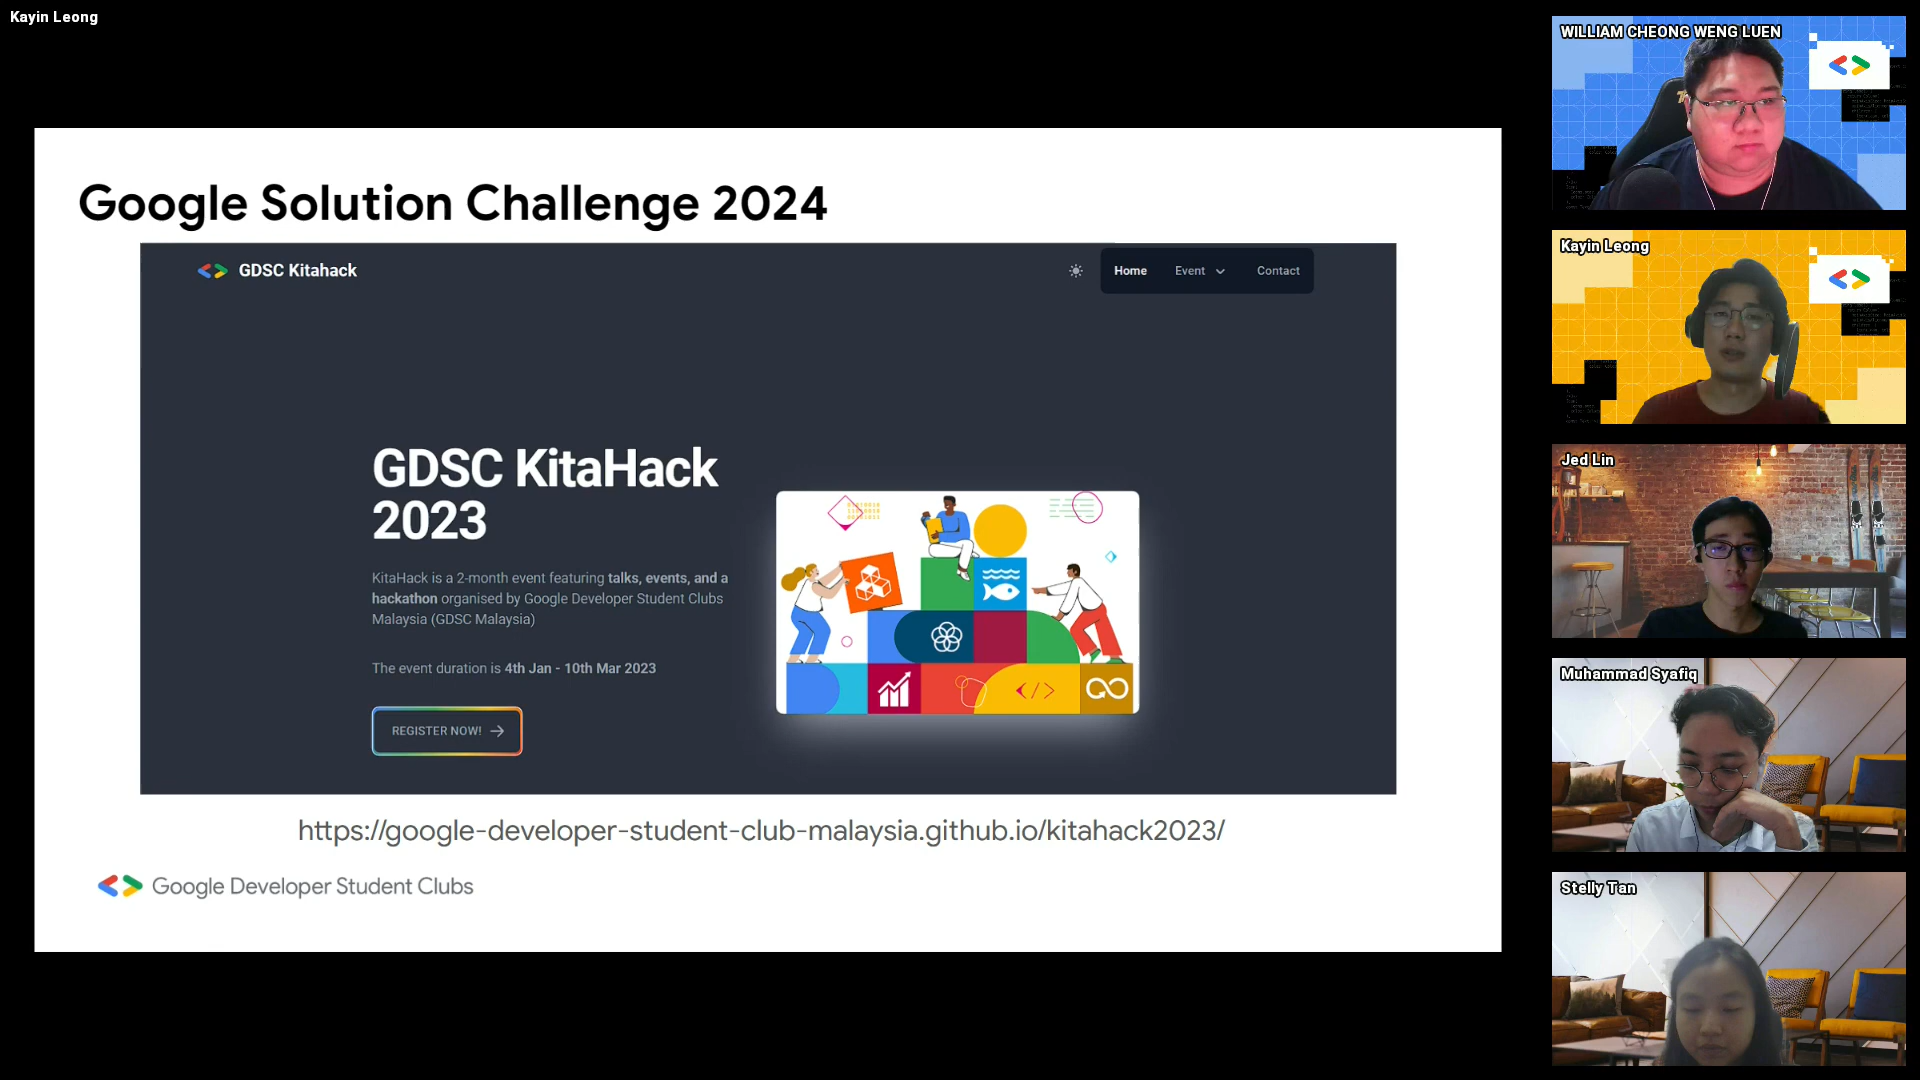 Kayin Leong
Google Solution Challenge 2024
GDSC Kitahack
Home
Event
Contact
GDSC KitaHack
2023
KitaHack is a 2-month event featuring talks, events, and a
hackathon organised by Google Developer Student Clubs
Malaysia (GDSC Malaysia)
The event duration is 4th Jan - 10th Mar 2023
REGISTER NOW!
</>
https://google-developer-student-club-malaysia.github.io/kitahack2023/
Google Developer Student Clubs
WILLIAM CHEONG WENG LUEN
Kayin Leong
Jed Lin
Muhammad Syafiq
Stelly Tan